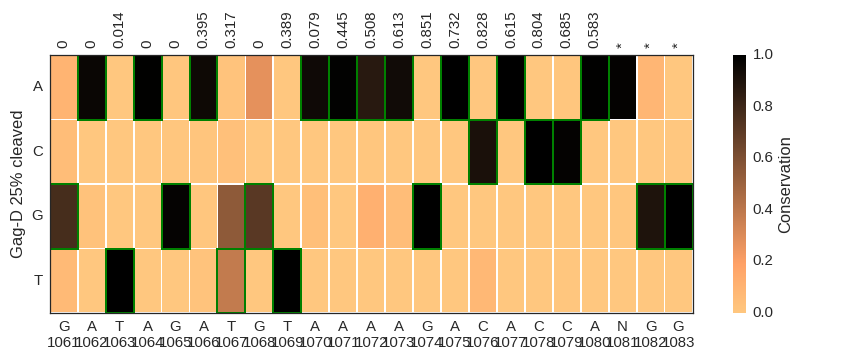 0 0 0.014 0 0 0.395 0.317 0 0.389 0.079 0.445 0.508 0.613 0.851 0.732 0.828 0.615 0.804 0.685 0.583 * * *
A
C
G
T
Gag-D 25% cleaved
G A T A G A T G T A A A A G A C A C C A N G G
1061 1062 1063 1064 1065 1066 1067 1068 1069 1070 1071 1072 1073 1074 1075 1076 1077 1078 1079 1080 1081 1082 1083
1.0
0.8
0.6
0.4
0.2
0.0
Conservation